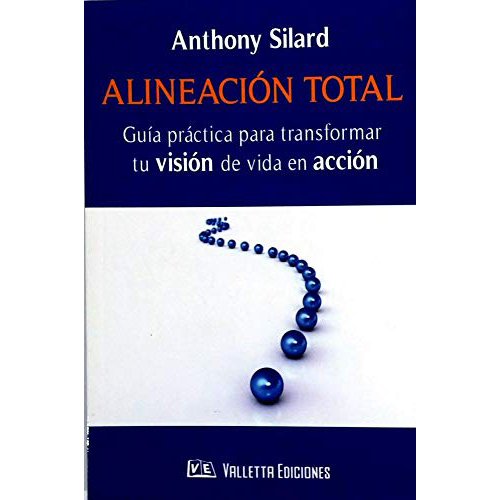 Anthony Silard
ALINEACIÓN TOTAL
Guía práctica para transformar
tu visión de vida en acción
VE VALLETTA EDICIONES